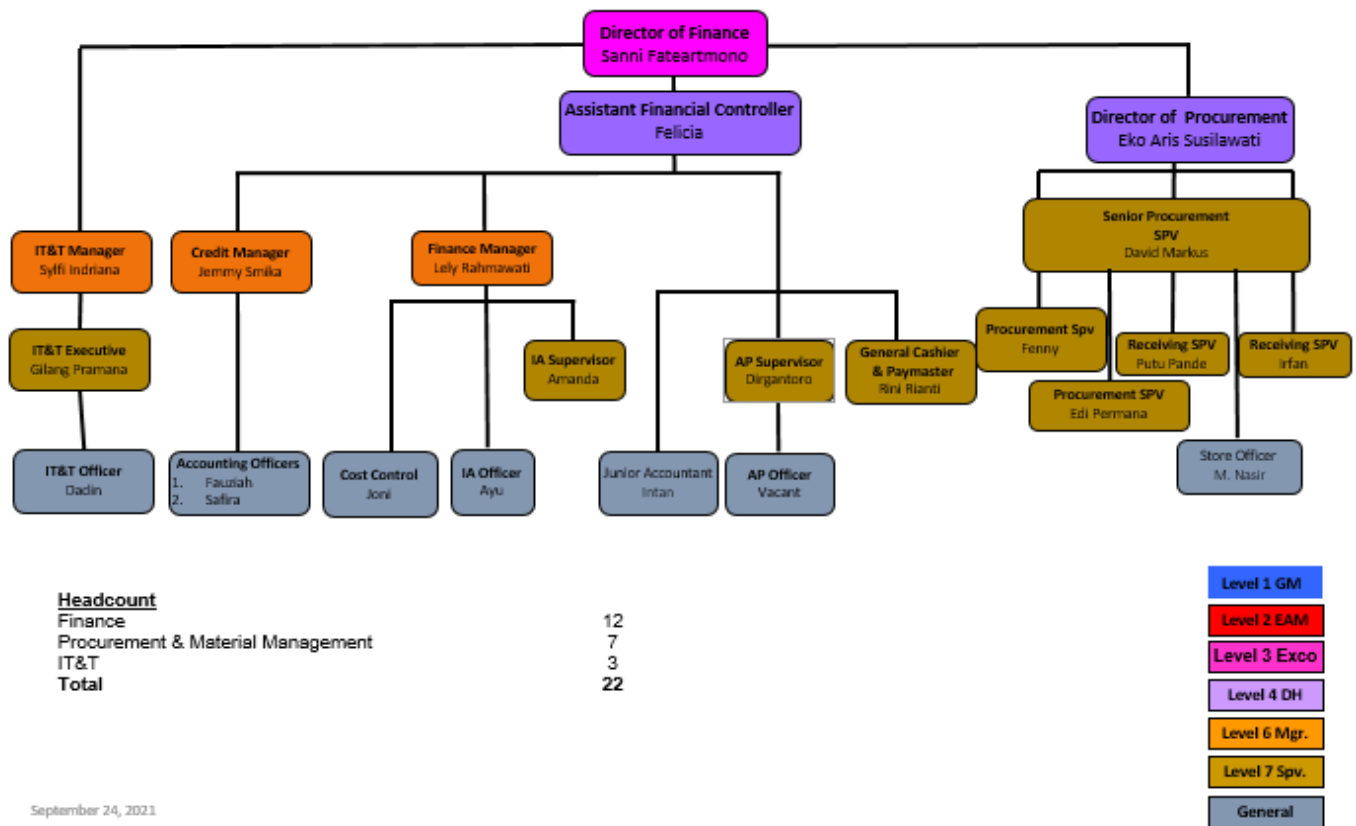 Director of Finance
Sanni Fateartmono
Assistant Financial Controller
Felicia
Director of  Procurement
Eko Aris Susilawati
IT&T Manager
Sylfi Indriana
Credit Manager
Jemmy Smika
Finance Manager
Lely Rahmawati
Senior Procurement
SPV
David Markus
IT&T Executive
Gilang Pramana
IA Supervisor
Amanda
AP Supervisor
Dirgantoro
General Cashier
& Paymaster
Rini Rianti
Procurement Spv
Fenny
Procurement SPV
Edi Permana
Receiving SPV
Putu Pande
Receiving SPV
Irfan
IT&T Officer
Dadin
Accounting Officers
1. Fauziah
2. Safira
Cost Control
Joni
IA Officer
Ayu
Junior Accountant
Intan
AP Officer
Vacant
Store Officer
M. Nasir
Headcount
Finance 12
Procurement & Material Management 7
IT&T 3
Total 22
Level 1 GM
Level 2 EAM
Level 3 Exco
Level 4 DH
Level 6 Mgr.
Level 7 Spv.
General
September 24, 2021